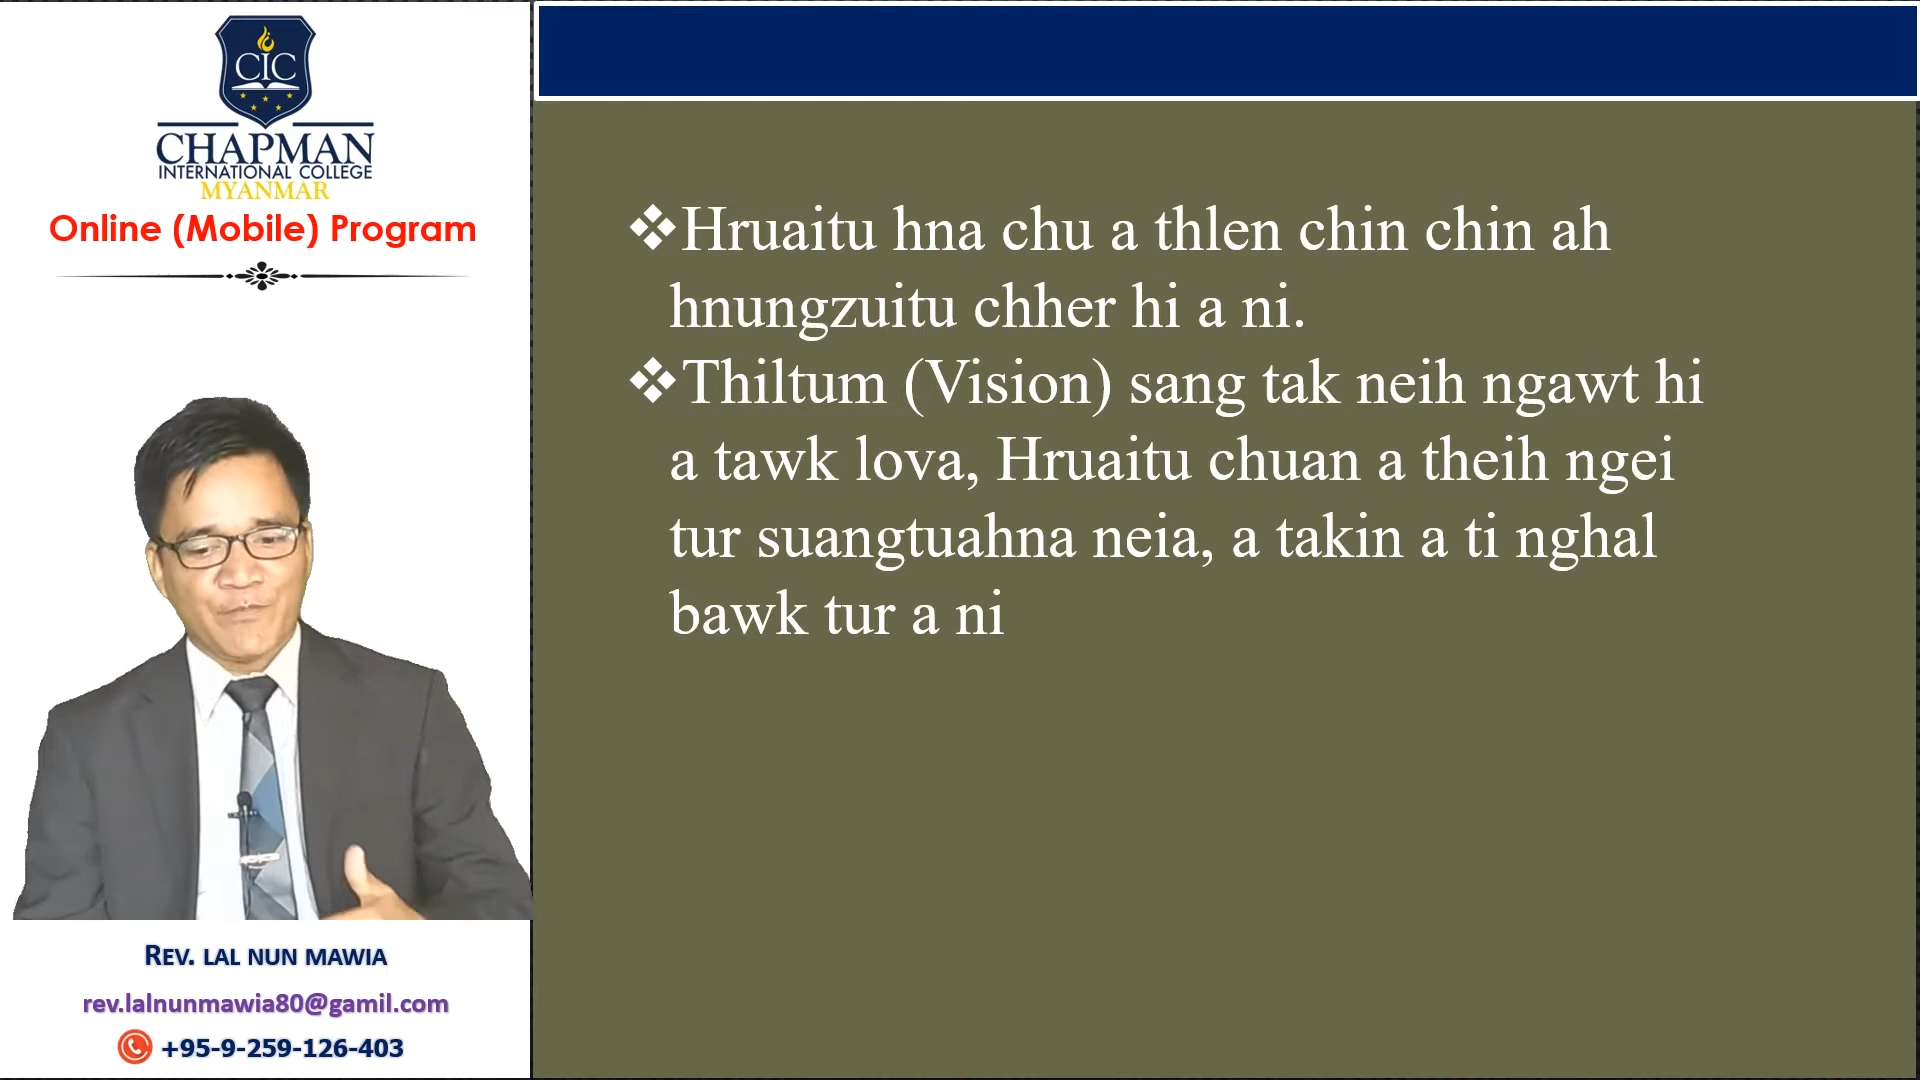 CIC
CHAPMAN
INTERNATIONAL COLLEGE
MYANMAR
Online (Mobile) Program
REV. LAL NUN MAWIA
rev.lalnunmawia80@gamil.com
+95-9-259-126-403
❖Hruaitu hna chu a thlen chin chin ah
hnungzuitu chher hi a ni.
❖Thiltum (Vision) sang tak neih ngawt hi
a tawk lova, Hruaitu chuan a theih ngei
tur suangtuahna neia, a takin a ti nghal
bawk tur a ni